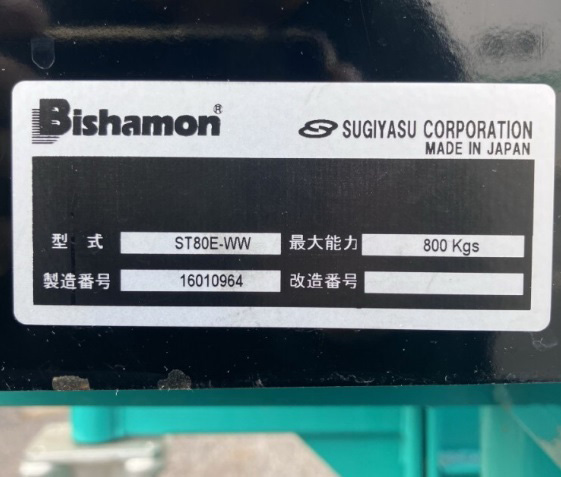 Bishamon®
SUGIYASU CORPORATION
MADE IN JAPAN
型 式 ST80E-WW 最大能力 800 Kgs
製造番号 16010964 改造番号